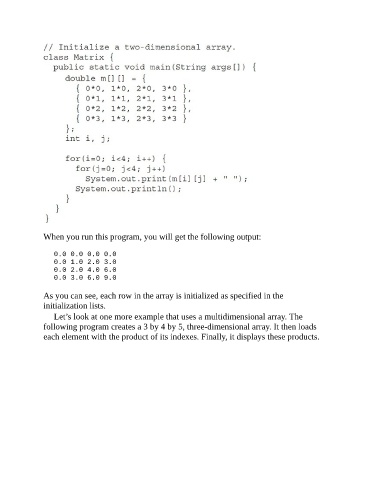 // Initialize a two-dimensional array.
class Matrix {
public static void main(String args[]) {
double m[][] = {
{ 0*0, 1*0, 2*0, 3*0 },
{ 0*1, 1*1, 2*1, 3*1 },
{ 0*2, 1*2, 2*2, 3*2 },
{ 0*3, 1*3, 2*3, 3*3 }
};
int i, j;
for(i=0; i<4; i++) {
for(j=0; j<4; j++)
System.out.print(m[i][j] + " ");
System.out.println();
}
}
}
When you run this program, you will get the following output:
0.0 0.0 0.0 0.0
0.0 1.0 2.0 3.0
0.0 2.0 4.0 6.0
0.0 3.0 6.0 9.0
As you can see, each row in the array is initialized as specified in the
initialization lists.
Let’s look at one more example that uses a multidimensional array. The
following program creates a 3 by 4 by 5, three-dimensional array. It then loads
each element with the product of its indexes. Finally, it displays these products.